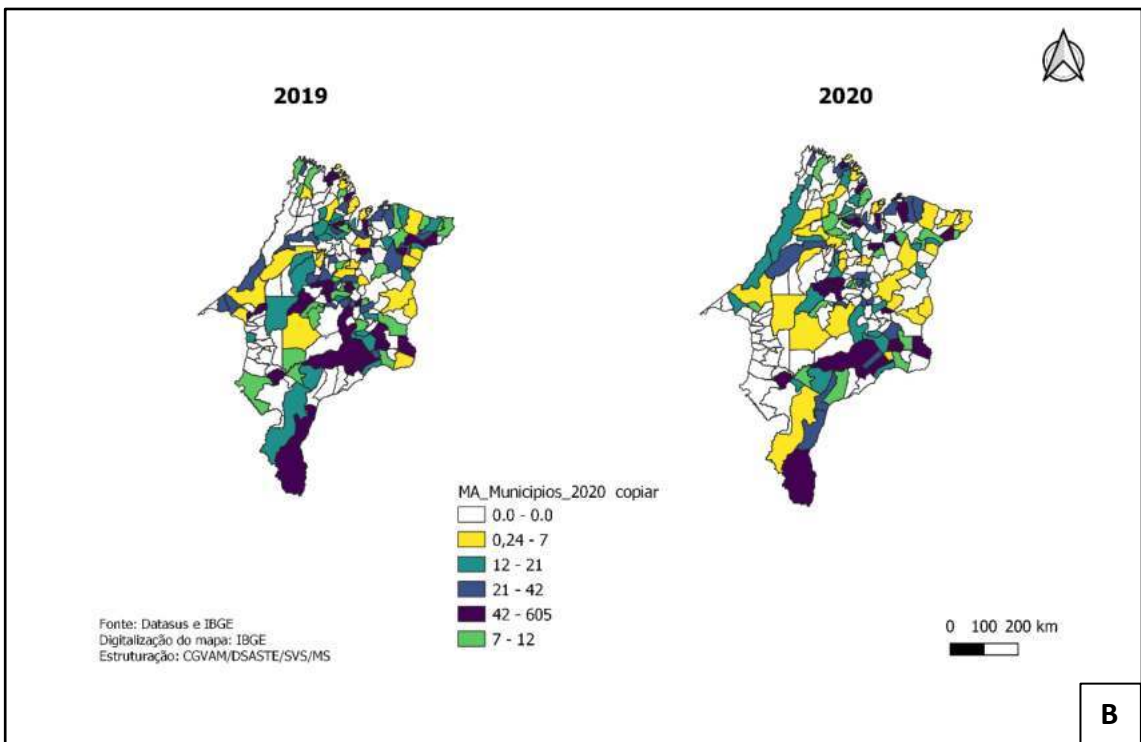 2019
2020
MA_Municipios_2020 copiar
0.0 - 0.0
0,24 - 7
12 - 21
21 - 42
42 - 605
7 - 12
Fonte: Datasus e IBGE
Digitalização do mapa: IBGE
Estruturação: CGVAM/DSASTE/SVS/MS
0 100 200 km
B